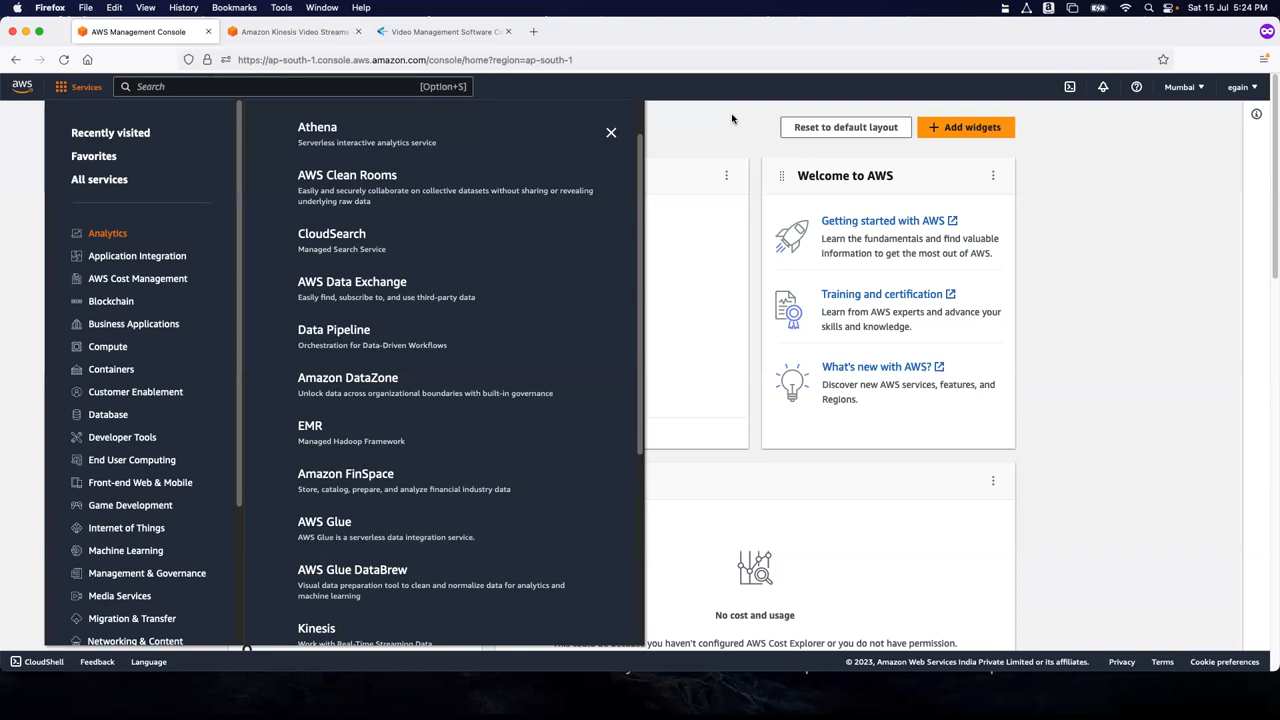 Firefox File Edit View History Bookmarks Tools Window Help
Sat 15 Jul 5:24 PM
AWS Management Console
Amazon Kinesis Video Streams
Video Management Software C
https://ap-south-1.console.aws.amazon.com/console/home?region=ap-south-1
aws
Services
Search
[Option+S]
Mumbai
egain
Recently visited
Favorites
All services
Analytics
Application Integration
AWS Cost Management
Blockchain
Business Applications
Compute
Containers
Customer Enablement
Database
Developer Tools
End User Computing
Front-end Web & Mobile
Game Development
Internet of Things
Machine Learning
Management & Governance
Media Services
Migration & Transfer
Networking & Content
Athena
Serverless interactive analytics service
AWS Clean Rooms
Easily and securely collaborate on collective datasets without sharing or revealing
underlying raw data
CloudSearch
Managed Search Service
AWS Data Exchange
Easily find, subscribe to, and use third-party data
Data Pipeline
Orchestration for Data-Driven Workflows
Amazon DataZone
Unlock data across organizational boundaries with built-in governance
EMR
Managed Hadoop Framework
Amazon FinSpace
Store, catalog, prepare, and analyze financial industry data
AWS Glue
AWS Glue is a serverless data integration service.
AWS Glue DataBrew
Visual data preparation tool to clean and normalize data for analytics and
machine learning
Kinesis
Work with Real-Time Streaming Data
Reset to default layout
Add widgets
Welcome to AWS
Getting started with AWS
Learn the fundamentals and find valuable
information to get the most out of AWS.
Training and certification
Learn from AWS experts and advance your
skills and knowledge.
What's new with AWS?
Discover new AWS services, features, and
Regions.
No cost and usage
you haven't configured AWS Cost Explorer or you do not have permission.
CloudShell
Feedback
Language
© 2023, Amazon Web Services India Private Limited or its affiliates.
Privacy
Terms
Cookie preferences